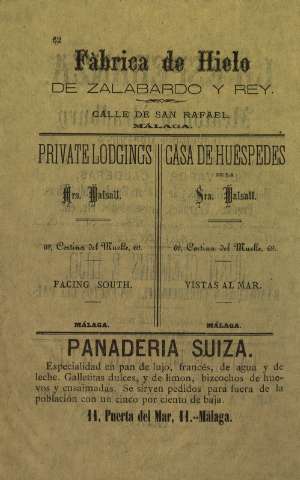 62
Fàbrica de Hielo
DE ZALABARDO Y REY.
CALLE DE SAN RAFAEL.
MÁLAGA.
PRIVATE LODGINGS
Mrs.
60, Cortina del Muelle, 60.
FACING SOUTH.
MÁLAGA.
CASA DE HUESPEDES
DE LA
Sra.
60, Cortina del Muelle, 60.
VISTAS AL MAR.
MÁLAGA.
PANADERIA SUIZA.
Especialidad en pan de lujo, francés, de agua y de
leche. Galletitas dulces, y de limon, bizcochos de hue-
vos y ensaimadas. Se sirven pedidos para fuera de la
poblacion con un cinco por ciento de baja.
11, Puerta del Mar, 11.—Málaga.